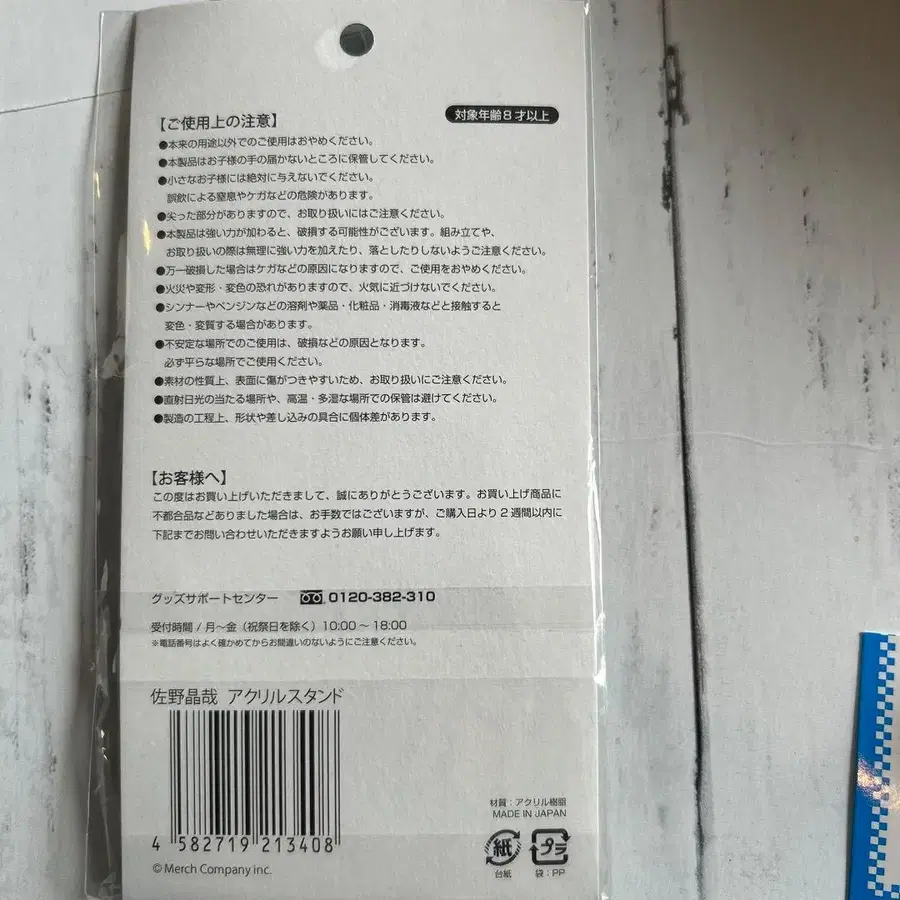 対象年齢8才以上
【ご使用上の注意】
●本来の用途以外でのご使用はおやめください。
●本製品はお子様の手の届かないところに保管してください。
●小さなお子様には絶対に与えないでください。
誤飲による窒息やケガなどの危険があります。
●尖った部分がありますので、お取り扱いにはご注意ください。
●本製品は強い力が加わると、破損する可能性がございます。組み立てや、
お取り扱いの際は無理に強い力を加えたり、落としたりしないようご注意ください。
●万一破損した場合はケガなどの原因になりますので、ご使用をおやめください。
●火災や変形・変色の恐れがありますので、火気に近づけないでください。
●シンナーやベンジンなどの溶剤や薬品・化粧品・消毒液などと接触すると
変色・変質する場合があります。
●不安定な場所でのご使用は、破損などの原因となります。
必ず平らな場所でご使用ください。
●素材の性質上、表面に傷がつきやすいため、お取り扱いにご注意ください。
●直射日光の当たる場所や、高温・多湿な場所での保管は避けてください。
●製造の工程上、形状や差し込みの具合に個体差があります。
【お客様へ】
この度はお買い上げいただきまして、誠にありがとうございます。お買い上げ商品に
不都合品などありました場合は、お手数ではございますが、ご購入日より2週間以内に
下記までお問い合わせいただきますようお願い申し上げます。
グッズサポートセンター 0120-382-310
受付時間 / 月～金（祝祭日を除く）10:00～18:00
※電話番号はよく確かめてからお間違いのないようにご注意ください。
佐野晶哉 アクリルスタンド
4 582719 213408
© Merch Company inc.
材質：アクリル樹脂
MADE IN JAPAN
紙 プラ
台紙 袋：PP